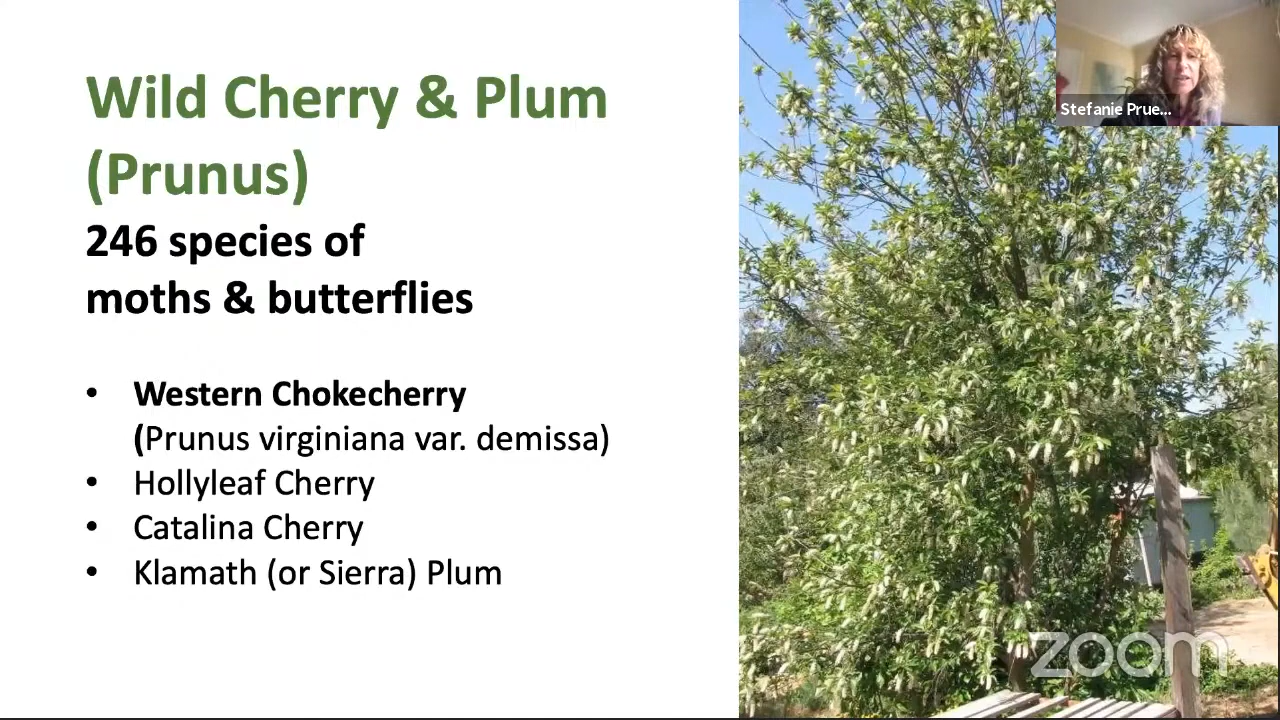 Wild Cherry & Plum
(Prunus)
246 species of
moths & butterflies
• Western Chokecherry
(Prunus virginiana var. demissa)
• Hollyleaf Cherry
• Catalina Cherry
• Klamath (or Sierra) Plum
Stefanie Prue...
zoom